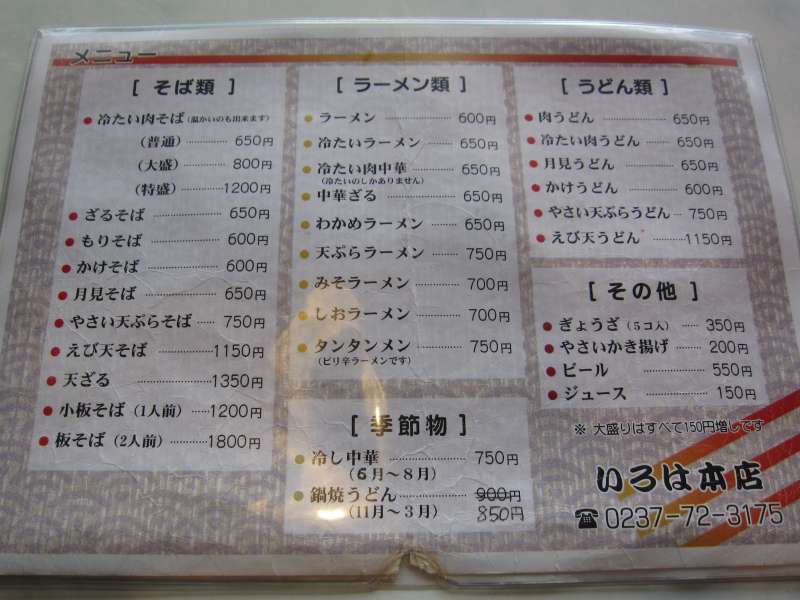 メニュー
[ そば類 ]
冷たい肉そば（温かいのも出来ます）
（普通） 650円
（大盛） 800円
（特盛） 1200円
ざるそば 650円
もりそば 600円
かけそば 600円
月見そば 650円
やさい天ぷらそば 750円
えび天そば 1150円
天ざる 1350円
小板そば（1人前） 1200円
板そば（2人前） 1800円
[ ラーメン類 ]
ラーメン 600円
冷たいラーメン 650円
冷たい肉中華 650円
（冷たいのしかありません）
中華ざる 650円
わかめラーメン 650円
天ぷらラーメン 750円
みそラーメン 700円
しおラーメン 700円
タンタンメン 750円
（ピリ辛ラーメンです）
[ 季節物 ]
冷し中華 750円
（6月～8月）
鍋焼うどん 900円
（11月～3月） 850円
[ うどん類 ]
肉うどん 650円
冷たい肉うどん 650円
月見うどん 650円
かけうどん 600円
やさい天ぷらうどん 750円
えび天うどん 1150円
[ その他 ]
ぎょうざ（5コ入） 350円
やさいかき揚げ 200円
ビール 550円
ジュース 150円
※ 大盛りはすべて150円増しです
いろは本店
☎ 0237-72-3175